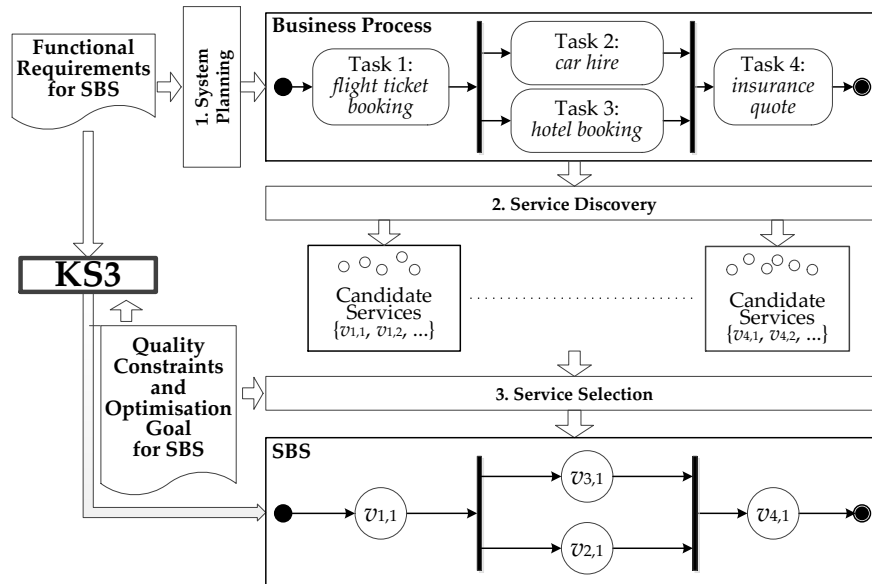 Functional
Requirements
for SBS
1. System
Planning
Business Process
Task 1:
flight ticket
booking
Task 2:
car hire
Task 3:
hotel booking
Task 4:
insurance
quote
2. Service Discovery
Candidate
Services
{v1,1, v1,2, ...}
Candidate
Services
{v4,1, v4,2, ...}
KS3
Quality
Constraints
and
Optimisation
Goal
for SBS
3. Service Selection
SBS
v1,1
v3,1
v2,1
v4,1